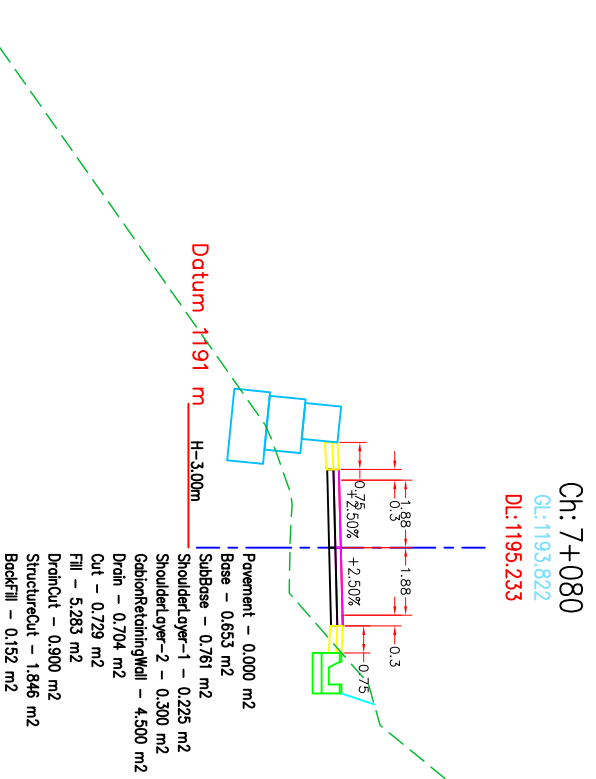 Ch: 7+080
GL:1193.822
DL:1195.233
1.88
1.88
0.3
0.3
0.75
+2.50%
+2.50%
0.75
Datum 1191 m
H-3.00m
Pavement - 0.000 m2
Base - 0.653 m2
SubBase - 0.761 m2
ShoulderLayer-1 - 0.225 m2
ShoulderLayer-2 - 0.300 m2
GabionRetainingWall - 4.500 m2
Drain - 0.704 m2
Cut - 0.729 m2
Fill - 5.283 m2
DrainCut - 0.900 m2
StructureCut - 1.846 m2
BackFill - 0.152 m2